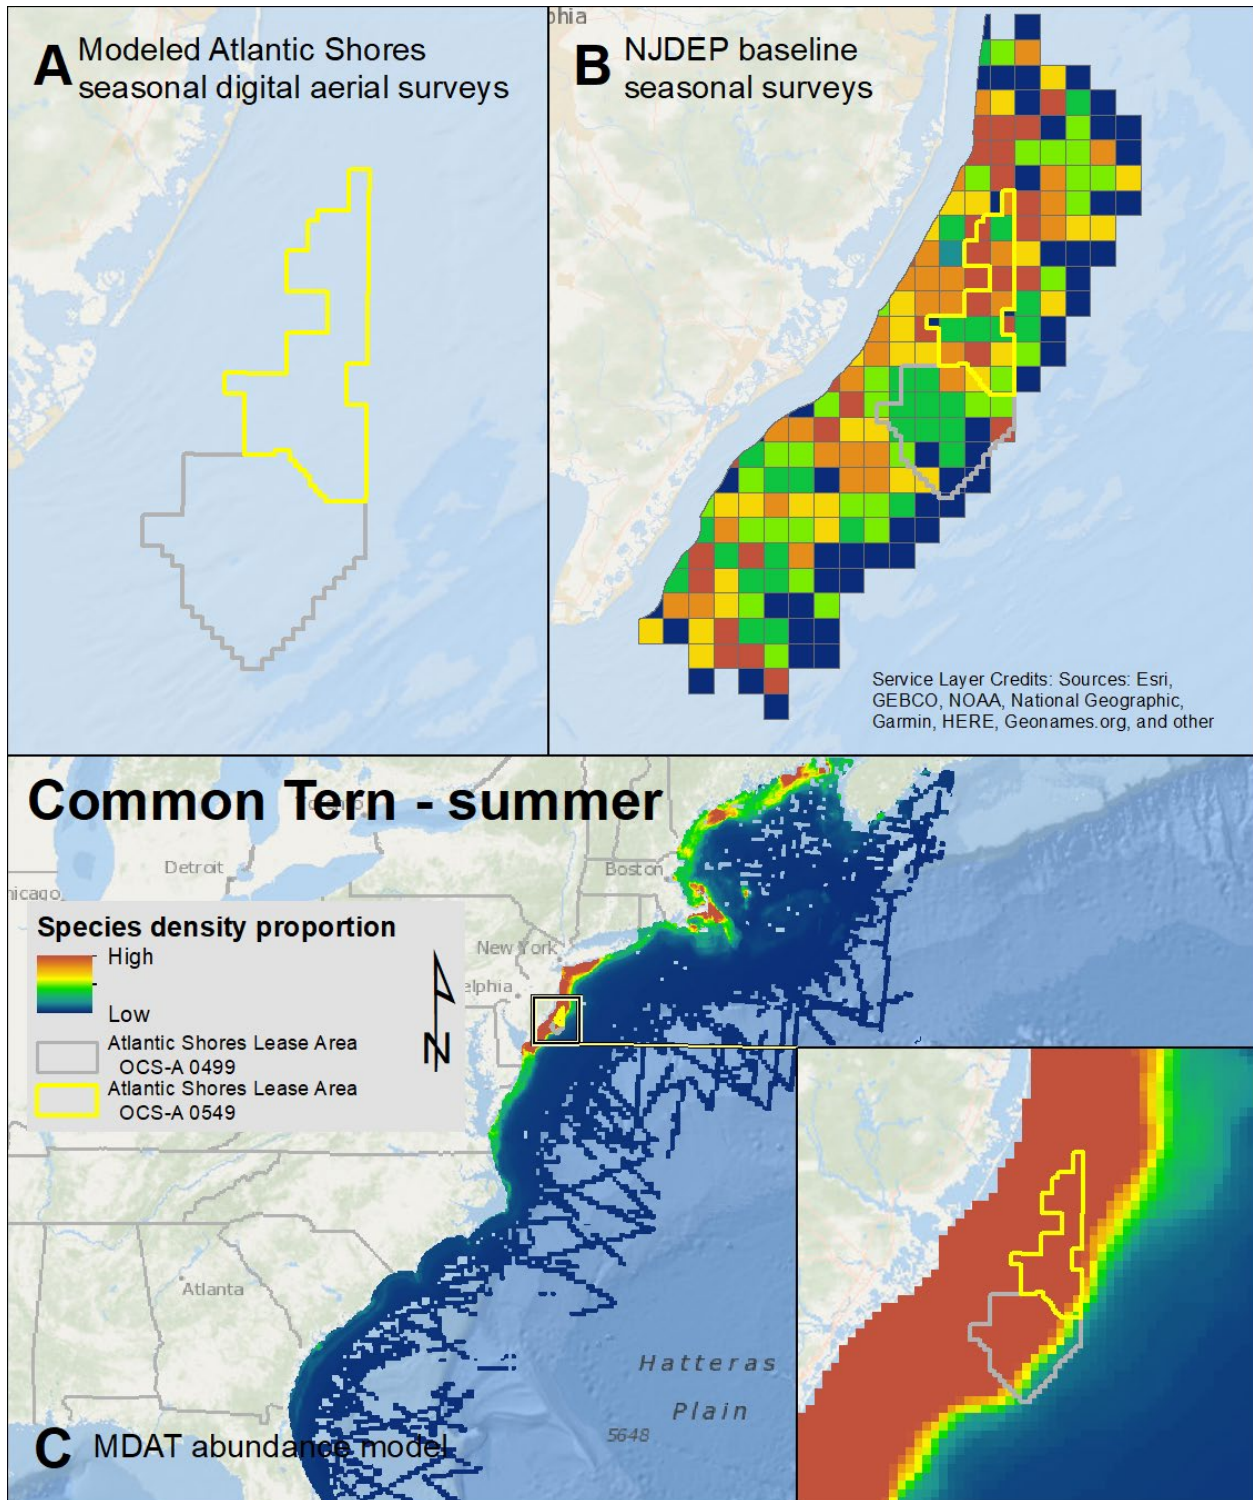 A Modeled Atlantic Shores
seasonal digital aerial surveys
phia
B NJDEP baseline
seasonal surveys
Service Layer Credits: Sources: Esri,
GEBCO, NOAA, National Geographic,
Garmin, HERE, Geonames.org, and other
Common Tern - summer
Detroit
hicago
Boston
Species density proportion
High
Low
Atlantic Shores Lease Area
OCS-A 0499
Atlantic Shores Lease Area
OCS-A 0549
N
New York
elphia
Atlanta
Hatteras
Plain
5648
C MDAT abundance model